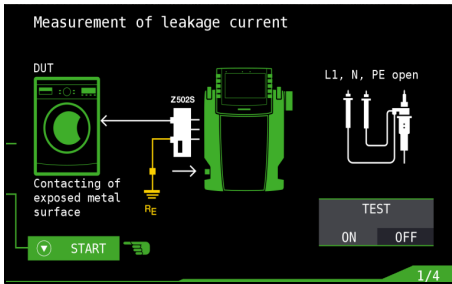 Measurement of leakage current
DUT
L1, N, PE open
Z502S
Contacting of
exposed metal
surface
RE
TEST
ON OFF
START
1/4